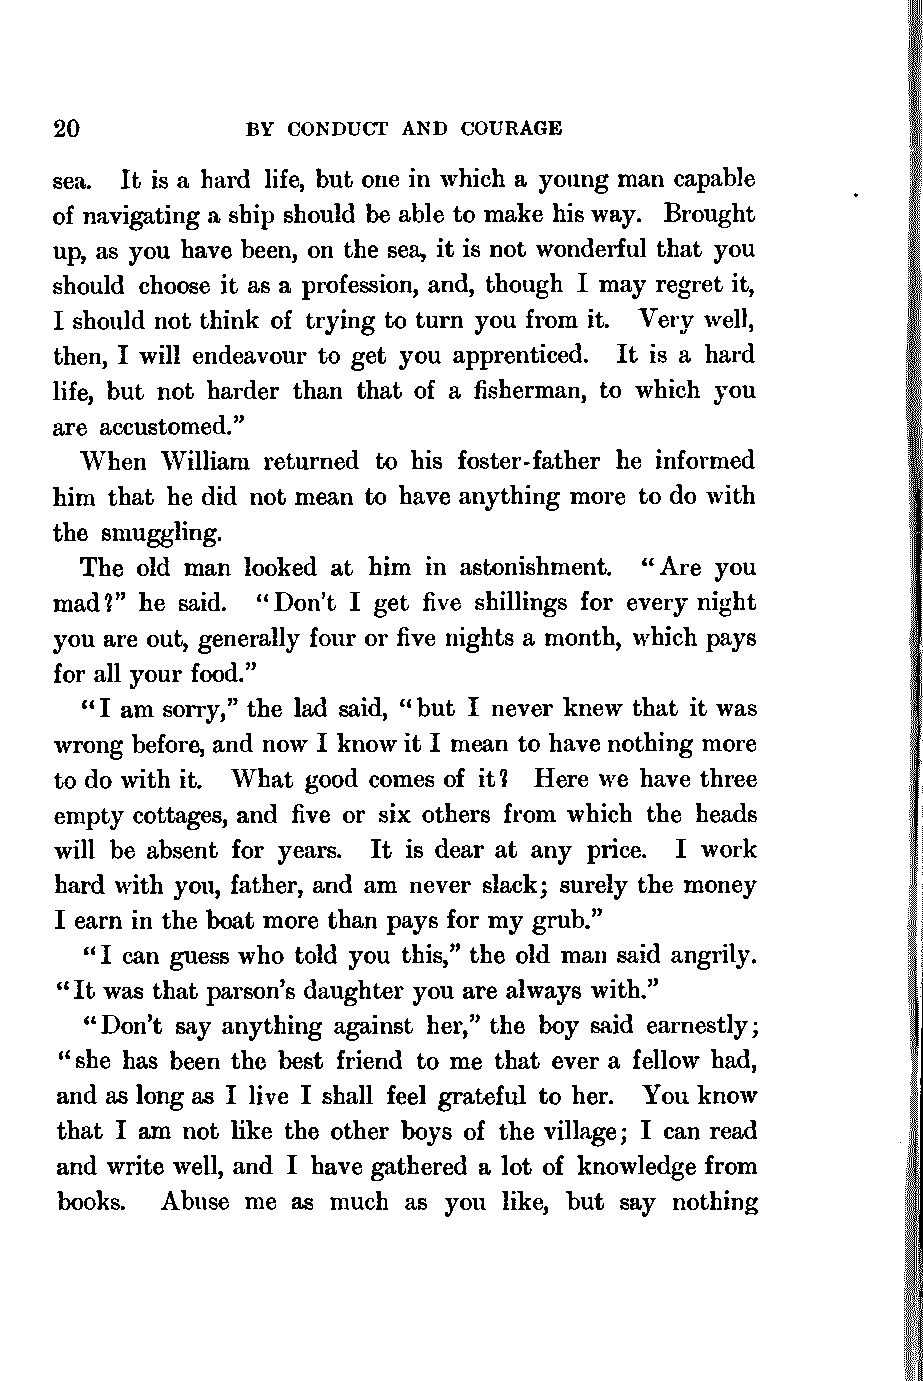 20 BY CONDUCT AND COURAGE
sea. It is a hard life, but one in which a young man capable
of navigating a ship should be able to make his way. Brought
up, as you have been, on the sea, it is not wonderful that you
should choose it as a profession, and, though I may regret it,
I should not think of trying to turn you from it. Very well,
then, I will endeavour to get you apprenticed. It is a hard
life, but not harder than that of a fisherman, to which you
are accustomed."
When William returned to his foster-father he informed
him that he did not mean to have anything more to do with
the smuggling.
The old man looked at him in astonishment. "Are you
mad?" he said. "Don't I get five shillings for every night
you are out, generally four or five nights a month, which pays
for all your food."
"I am sorry," the lad said, "but I never knew that it was
wrong before, and now I know it I mean to have nothing more
to do with it. What good comes of it? Here we have three
empty cottages, and five or six others from which the heads
will be absent for years. It is dear at any price. I work
hard with you, father, and am never slack; surely the money
I earn in the boat more than pays for my grub."
"I can guess who told you this," the old man said angrily.
"It was that parson's daughter you are always with."
"Don't say anything against her," the boy said earnestly;
"she has been the best friend to me that ever a fellow had,
and as long as I live I shall feel grateful to her. You know
that I am not like the other boys of the village; I can read
and write well, and I have gathered a lot of knowledge from
books. Abuse me as much as you like, but say nothing